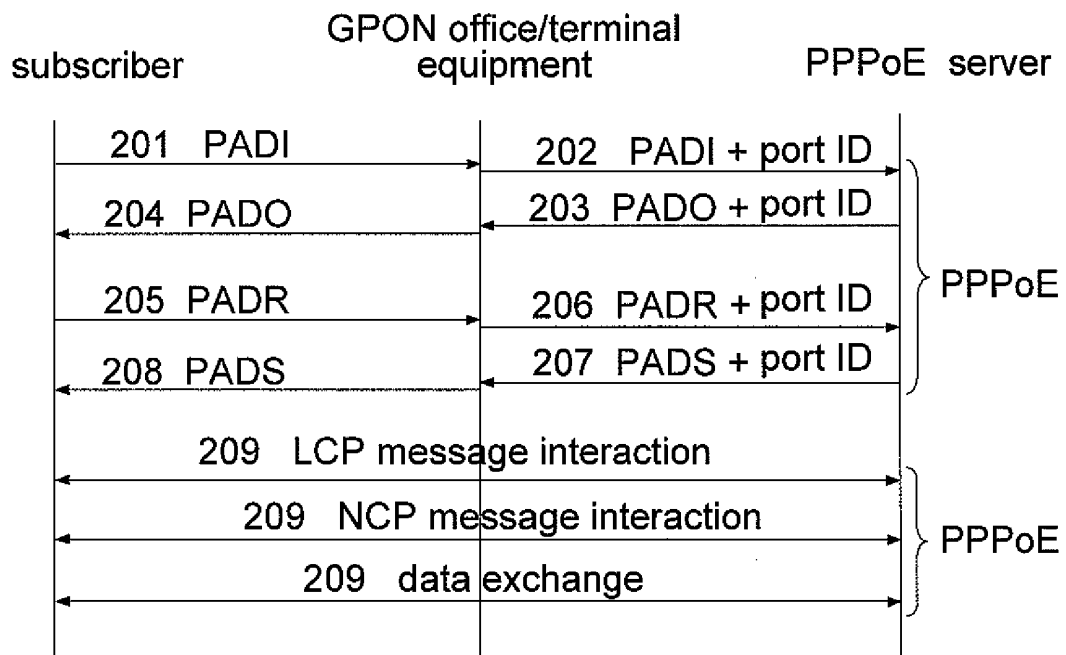 GPON office/terminal
subscriber equipment PPPoE server
201 PADI
202 PADI + port ID
203 PADO + port ID
204 PADO
PPPoE
205 PADR
206 PADR + port ID
207 PADS + port ID
208 PADS
209 LCP message interaction
209 NCP message interaction
PPPoE
209 data exchange